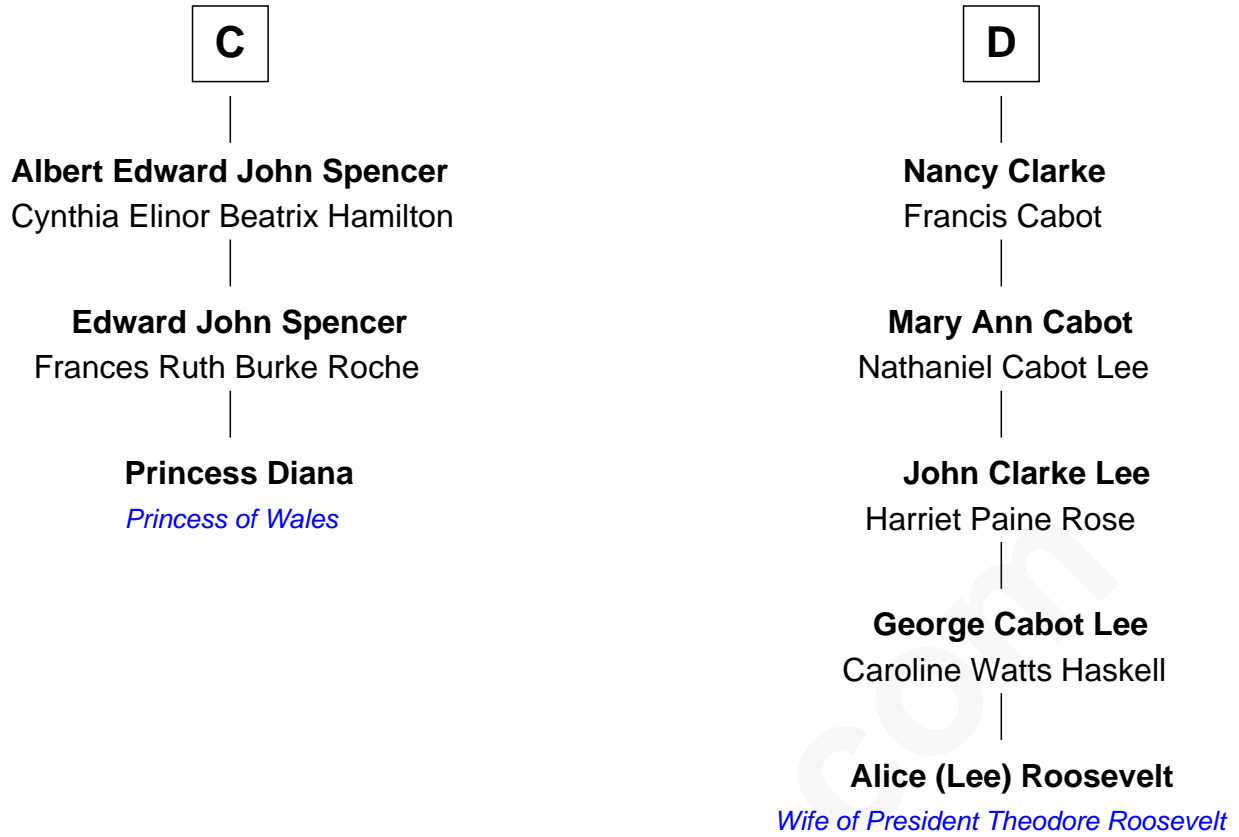 C
Albert Edward John Spencer
Cynthia Elinor Beatrix Hamilton
Edward John Spencer
Frances Ruth Burke Roche
Princess Diana
Princess of Wales
D
Nancy Clarke
Francis Cabot
Mary Ann Cabot
Nathaniel Cabot Lee
John Clarke Lee
Harriet Paine Rose
George Cabot Lee
Caroline Watts Haskell
Alice (Lee) Roosevelt
Wife of President Theodore Roosevelt
com